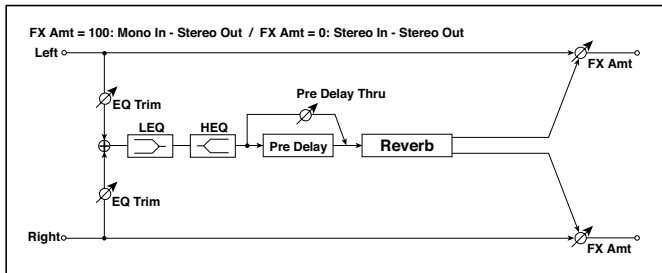 FX Amt = 100: Mono In - Stereo Out / FX Amt = 0: Stereo In - Stereo Out
Left
FX Amt
EQ Trim
Pre Delay Thru
LEQ
HEQ
Pre Delay
Reverb
EQ Trim
Right
FX Amt